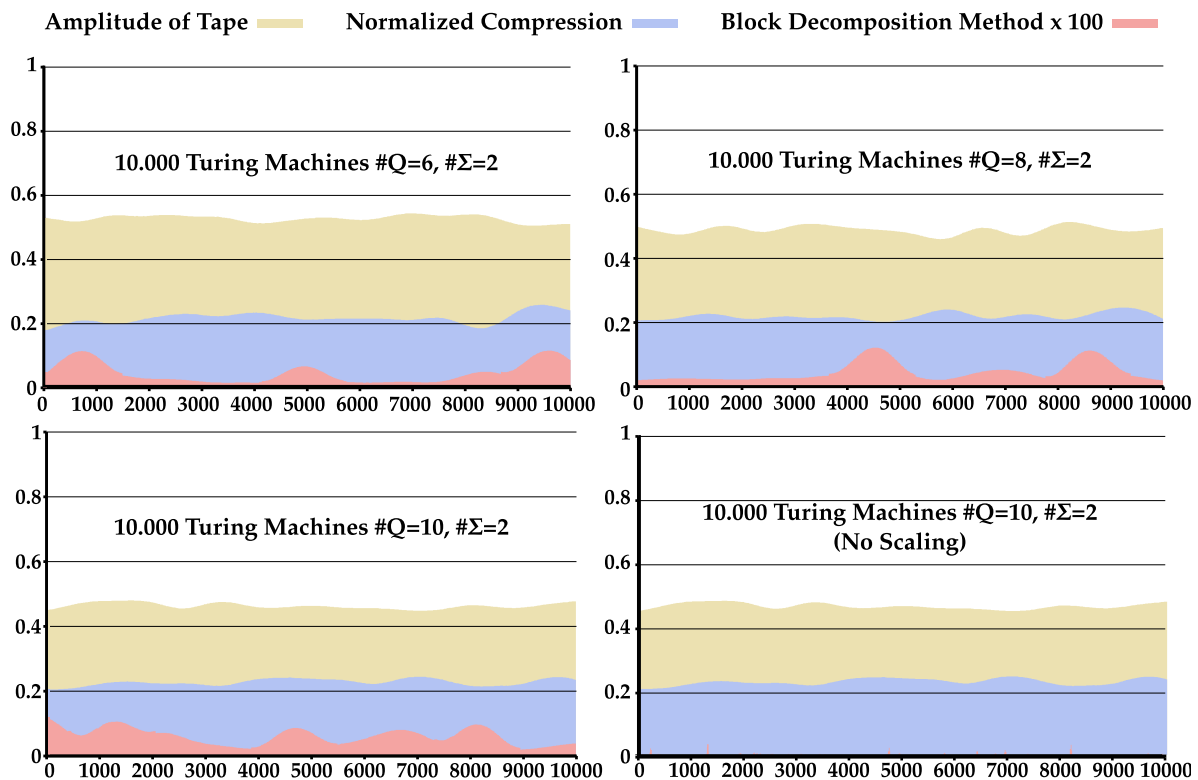 Amplitude of Tape Normalized Compression Block Decomposition Method x 100
1
0.8
0.6
0.4
0.2
0
10.000 Turing Machines #Q=6, #Σ=2
0 1000 2000 3000 4000 5000 6000 7000 8000 9000 10000
1
0.8
0.6
0.4
0.2
0
10.000 Turing Machines #Q=8, #Σ=2
0 1000 2000 3000 4000 5000 6000 7000 8000 9000 10000
1
0.8
0.6
0.4
0.2
0
10.000 Turing Machines #Q=10, #Σ=2
0 1000 2000 3000 4000 5000 6000 7000 8000 9000 10000
1
0.8
0.6
0.4
0.2
0
10.000 Turing Machines #Q=10, #Σ=2
(No Scaling)
0 1000 2000 3000 4000 5000 6000 7000 8000 9000 10000